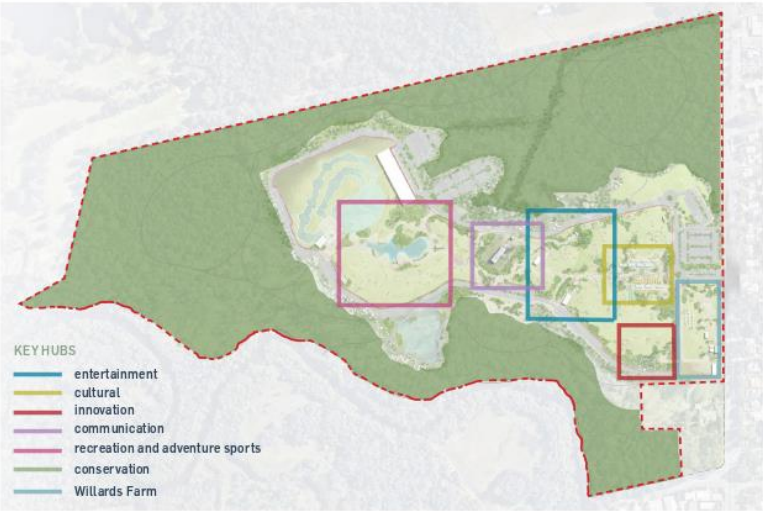 KEY HUBS
entertainment
cultural
innovation
communication
recreation and adventure sports
conservation
Willards Farm